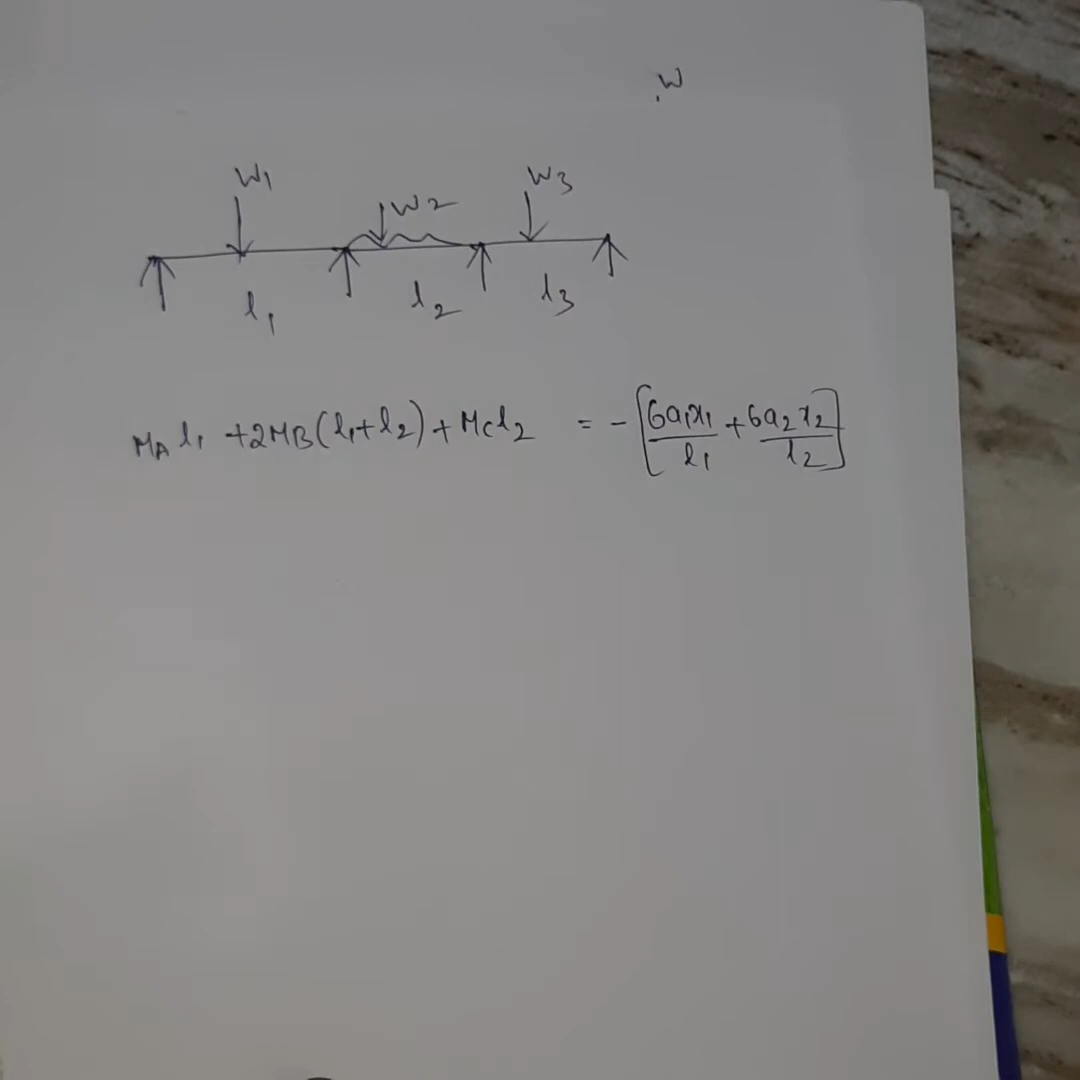 W
W1 W2 W3
l1 l2 l3
MA l1 + 2MB(l1+l2) + MC l2 = -[6a1x1/l1 + 6a2x2/l2]